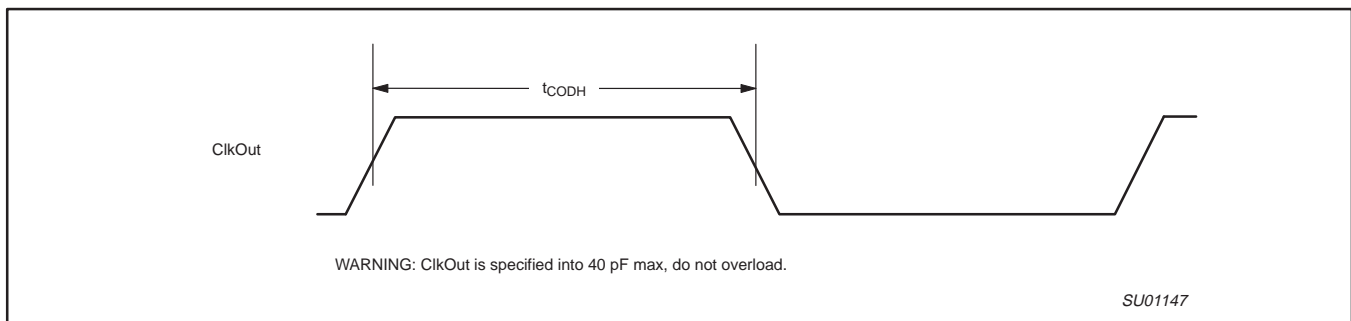 tCODH
ClkOut
WARNING: ClkOut is specified into 40 pF max, do not overload.
SU01147